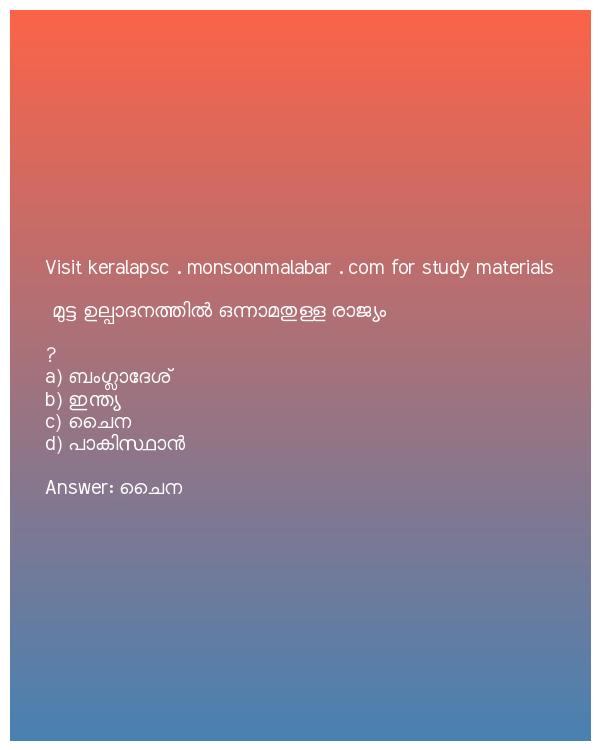 Visit keralapsc . monsoonmalabar . com for study materials
മുട്ട ഉല്പാദനത്തിൽ ഒന്നാമതുള്ള രാജ്യം
?
a) ബംഗ്ലാദേശ്
b) ഇന്ത്യ
c) ചൈന
d) പാകിസ്ഥാൻ
Answer: ചൈന